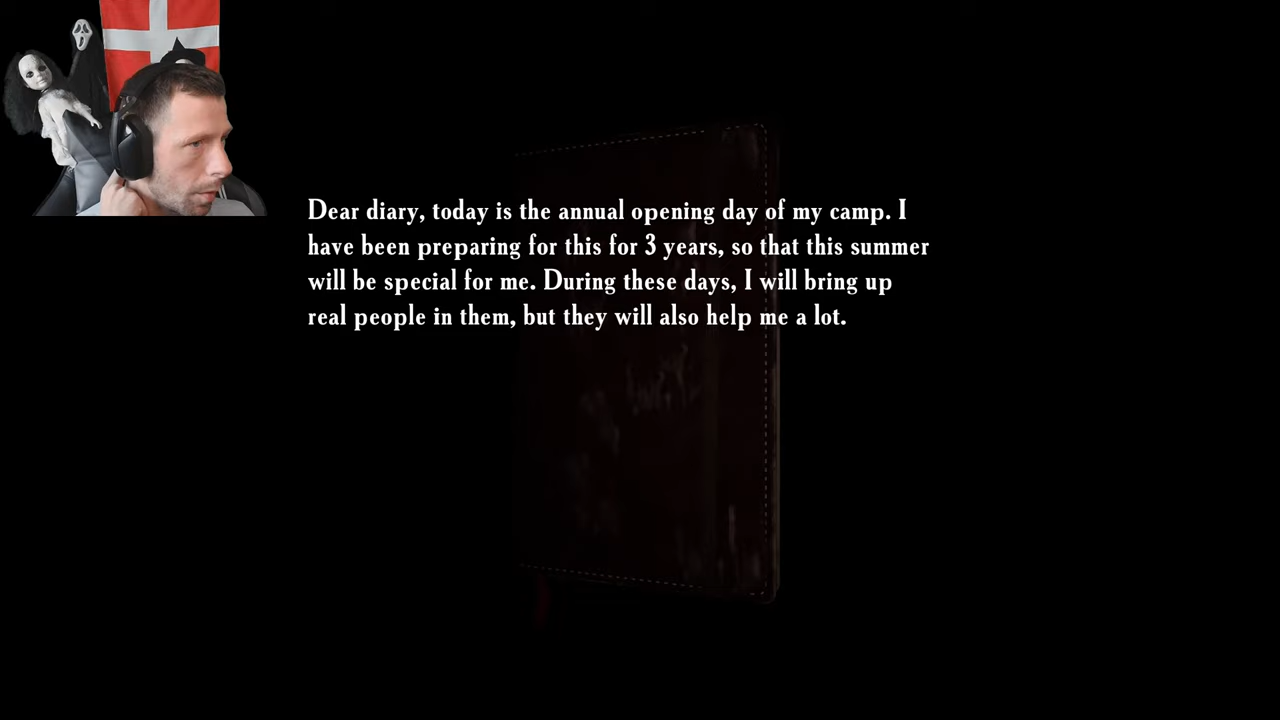 Dear diary, today is the annual opening day of my camp. I
have been preparing for this for 3 years, so that this summer
will be special for me. During these days, I will bring up
real people in them, but they will also help me a lot.